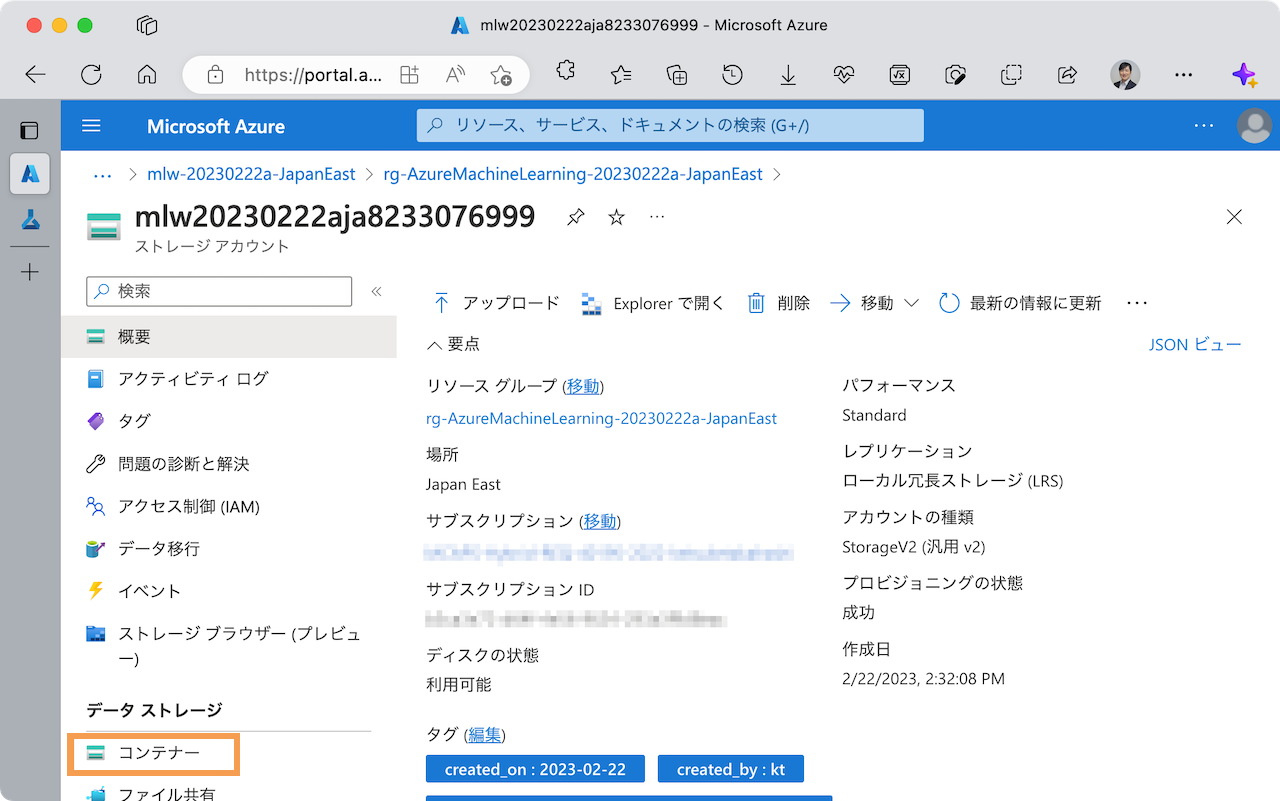 mlw20230222aja8233076999 - Microsoft Azure
https://portal.a...
Microsoft Azure
リソース、サービス、ドキュメントの検索 (G+/)
mlw-20230222a-JapanEast
rg-AzureMachineLearning-20230222a-JapanEast
mlw20230222aja8233076999
ストレージ アカウント
検索
概要
アクティビティ ログ
タグ
問題の診断と解決
アクセス制御 (IAM)
データ移行
イベント
ストレージ ブラウザー (プレビュ
ー)
データ ストレージ
コンテナー
ファイル共有
アップロード
Explorer で開く
削除
移動
最新の情報に更新
要点
JSON ビュー
リソース グループ (移動)
rg-AzureMachineLearning-20230222a-JapanEast
場所
Japan East
サブスクリプション (移動)
サブスクリプション ID
ディスクの状態
利用可能
パフォーマンス
Standard
レプリケーション
ローカル冗長ストレージ (LRS)
アカウントの種類
StorageV2 (汎用 v2)
プロビジョニングの状態
成功
作成日
2/22/2023, 2:32:08 PM
タグ (編集)
created_on : 2023-02-22
created_by : kt